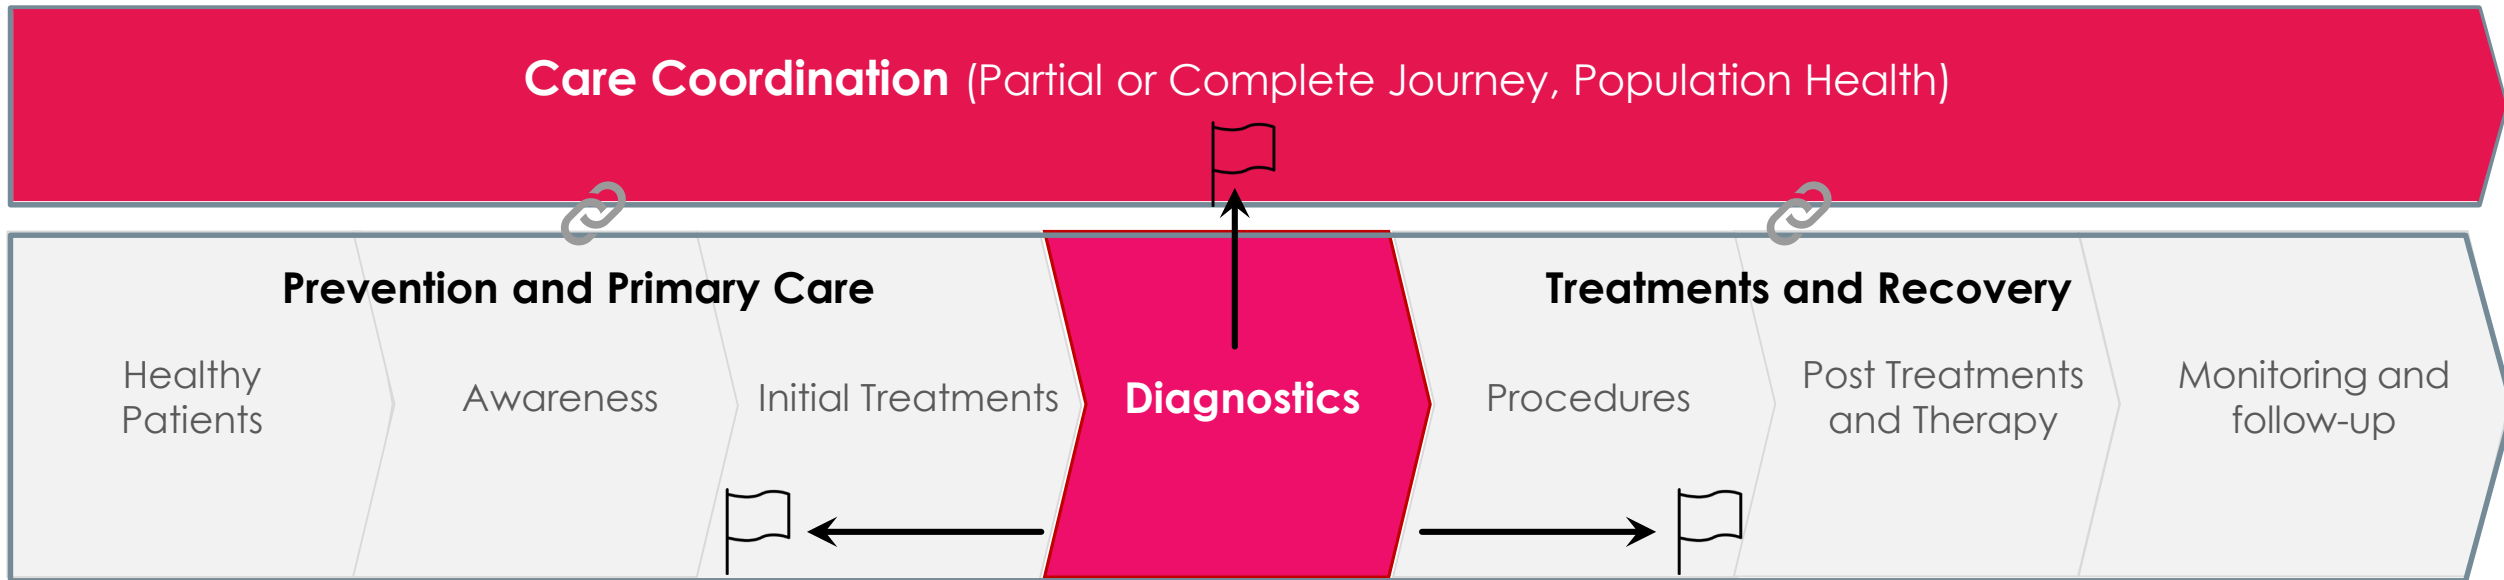 Care Coordination (Partial or Complete Journey, Population Health)
Prevention and Primary Care
Healthy
Patients
Awareness
Initial Treatments
Diagnostics
Treatments and Recovery
Procedures
Post Treatments
and Therapy
Monitoring and
follow-up